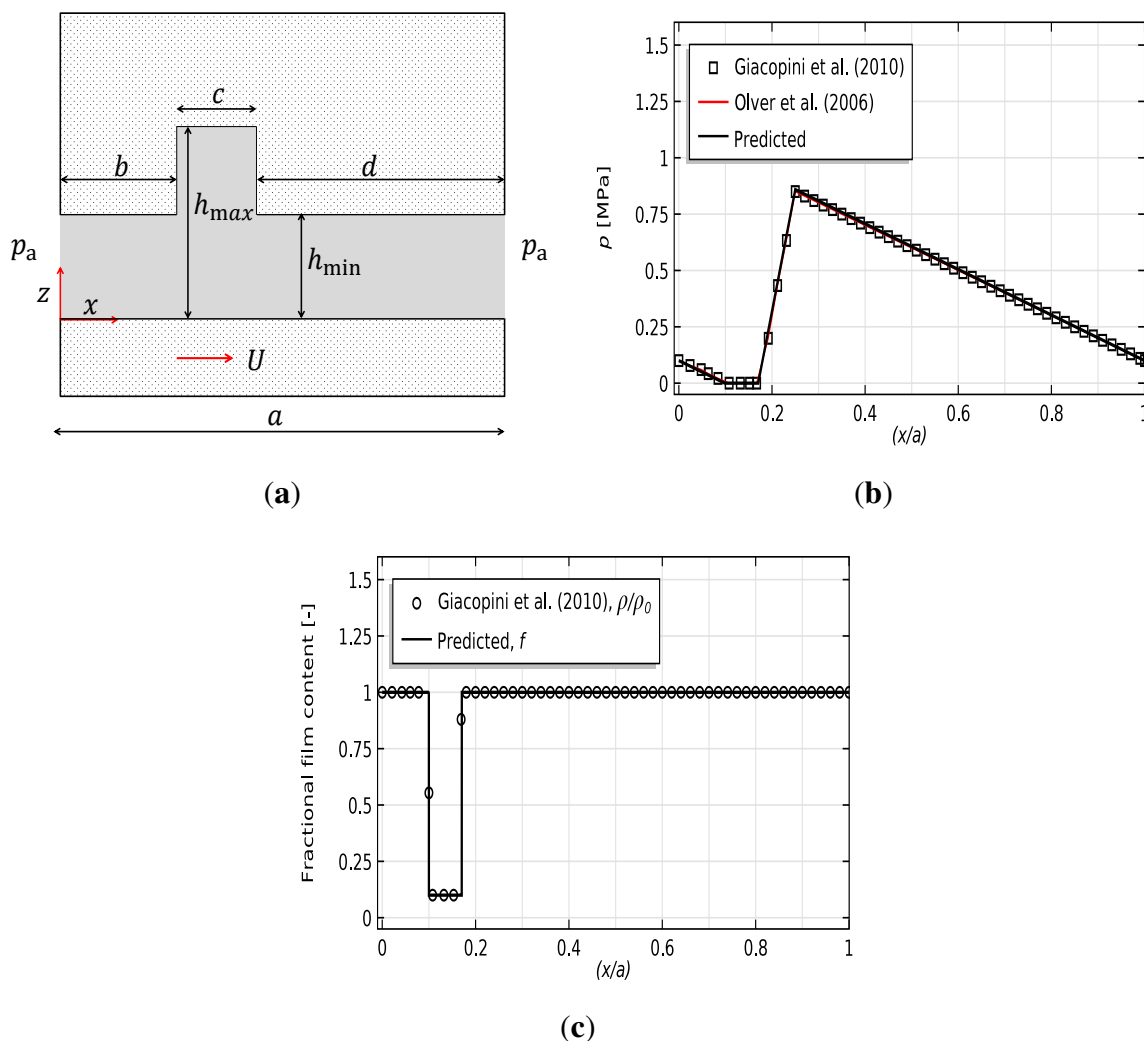 c
b
d
h_max
p_a
h_min
p_a
z
x
U
a
(a)
1.5
1.25
1
0.75
0.5
0.25
0
p [MPa]
Giacopini et al. (2010)
Olver et al. (2006)
Predicted
0
0.2
0.4
0.6
0.8
1
(x/a)
(b)
1.5
1.25
1
0.75
0.5
0.25
0
Fractional film content [-]
Giacopini et al. (2010), ρ/ρ₀
Predicted, f
0
0.2
0.4
0.6
0.8
1
(x/a)
(c)